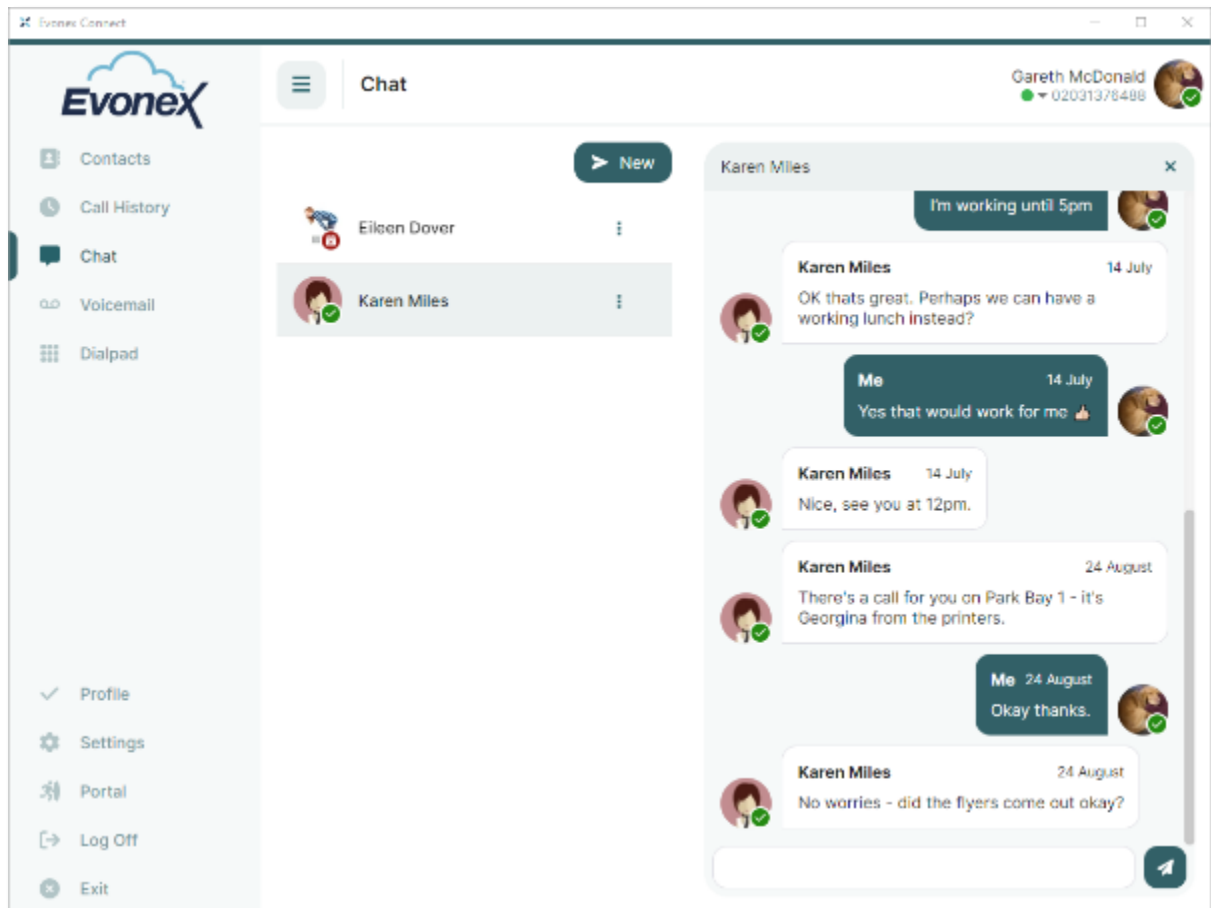 Evonex Connect
Evonex
Chat
Gareth McDonald
02031376488
Contacts
Call History
Chat
Voicemail
Dialpad
Profile
Settings
Portal
Log Off
Exit
New
Eileen Dover
Karen Miles
Karen Miles
I'm working until 5pm
Karen Miles 14 July
OK thats great. Perhaps we can have a
working lunch instead?
Me 14 July
Yes that would work for me 👍🏻
Karen Miles 14 July
Nice, see you at 12pm.
Karen Miles 24 August
There's a call for you on Park Bay 1 - it's
Georgina from the printers.
Me 24 August
Okay thanks.
Karen Miles 24 August
No worries - did the flyers come out okay?